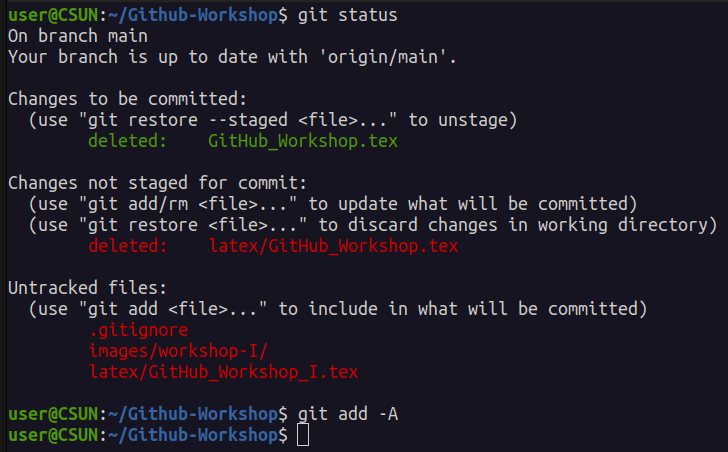 user@CSUN:~/Github-Workshop$ git status
On branch main
Your branch is up to date with 'origin/main'.
Changes to be committed:
  (use "git restore --staged <file>..." to unstage)
        deleted:    GitHub_Workshop.tex
Changes not staged for commit:
  (use "git add/rm <file>..." to update what will be committed)
  (use "git restore <file>..." to discard changes in working directory)
        deleted:    latex/GitHub_Workshop.tex
Untracked files:
  (use "git add <file>..." to include in what will be committed)
        .gitignore
        images/workshop-I/
        latex/GitHub_Workshop_I.tex
user@CSUN:~/Github-Workshop$ git add -A
user@CSUN:~/Github-Workshop$